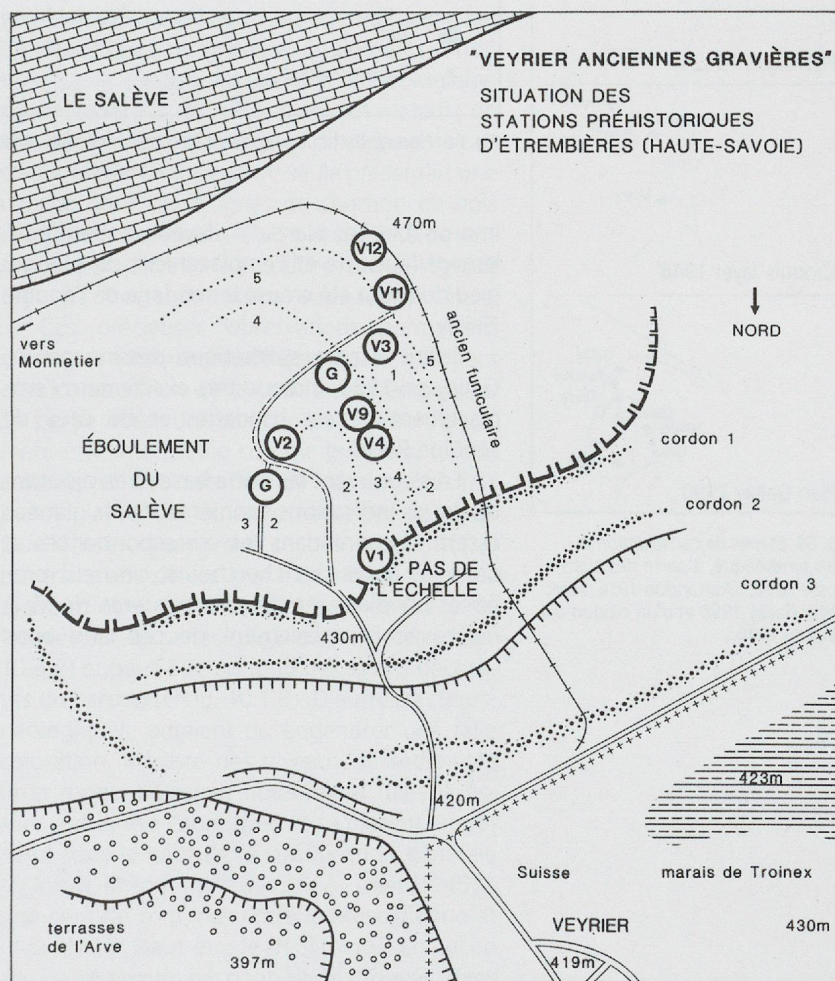 "VEYRIER ANCIENNES GRAVIÈRES"
SITUATION DES
STATIONS PRÉHISTORIQUES
D'ÉTREMBIÈRES (HAUTE-SAVOIE)
LE SALÈVE
470m
V12
5
V11
4
NORD
vers
Monnetier
ancien funiculaire
V3
5
1
G
V9
ÉBOULEMENT
DU
SALÈVE
V2
V4
cordon 1
G
3
4
2
cordon 2
3
2
V1
PAS DE
L'ÉCHELLE
cordon 3
430m
423m
420m
Suisse
marais de Troinex
VEYRIER
430m
terrasses
de l'Arve
397m
419m